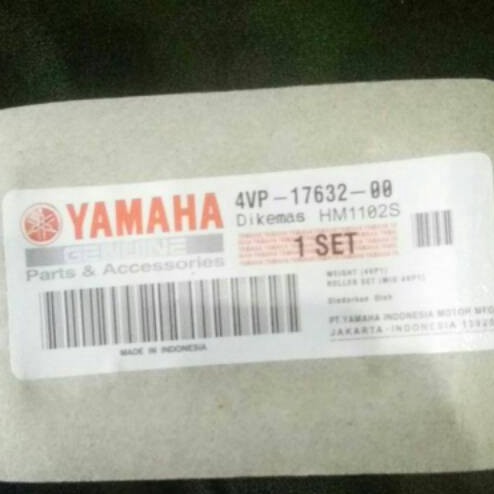 YAMAHA
GENUINE
Parts & Accessories
4VP-17632-00
Dikemas HM1102S
1 SET
WEIGHT (4VP1)
ROLLER SET (MIO 4VP1)
Diedarkan Oleh
PT.YAMAHA INDONESIA MOTOR MFG
JAKARTA-INDONESIA 13920
MADE IN INDONESIA